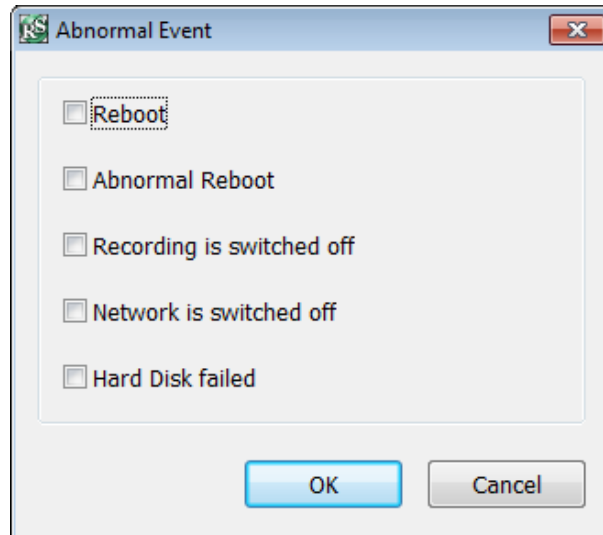 RS Abnormal Event
Reboot
Abnormal Reboot
Recording is switched off
Network is switched off
Hard Disk failed
OK Cancel